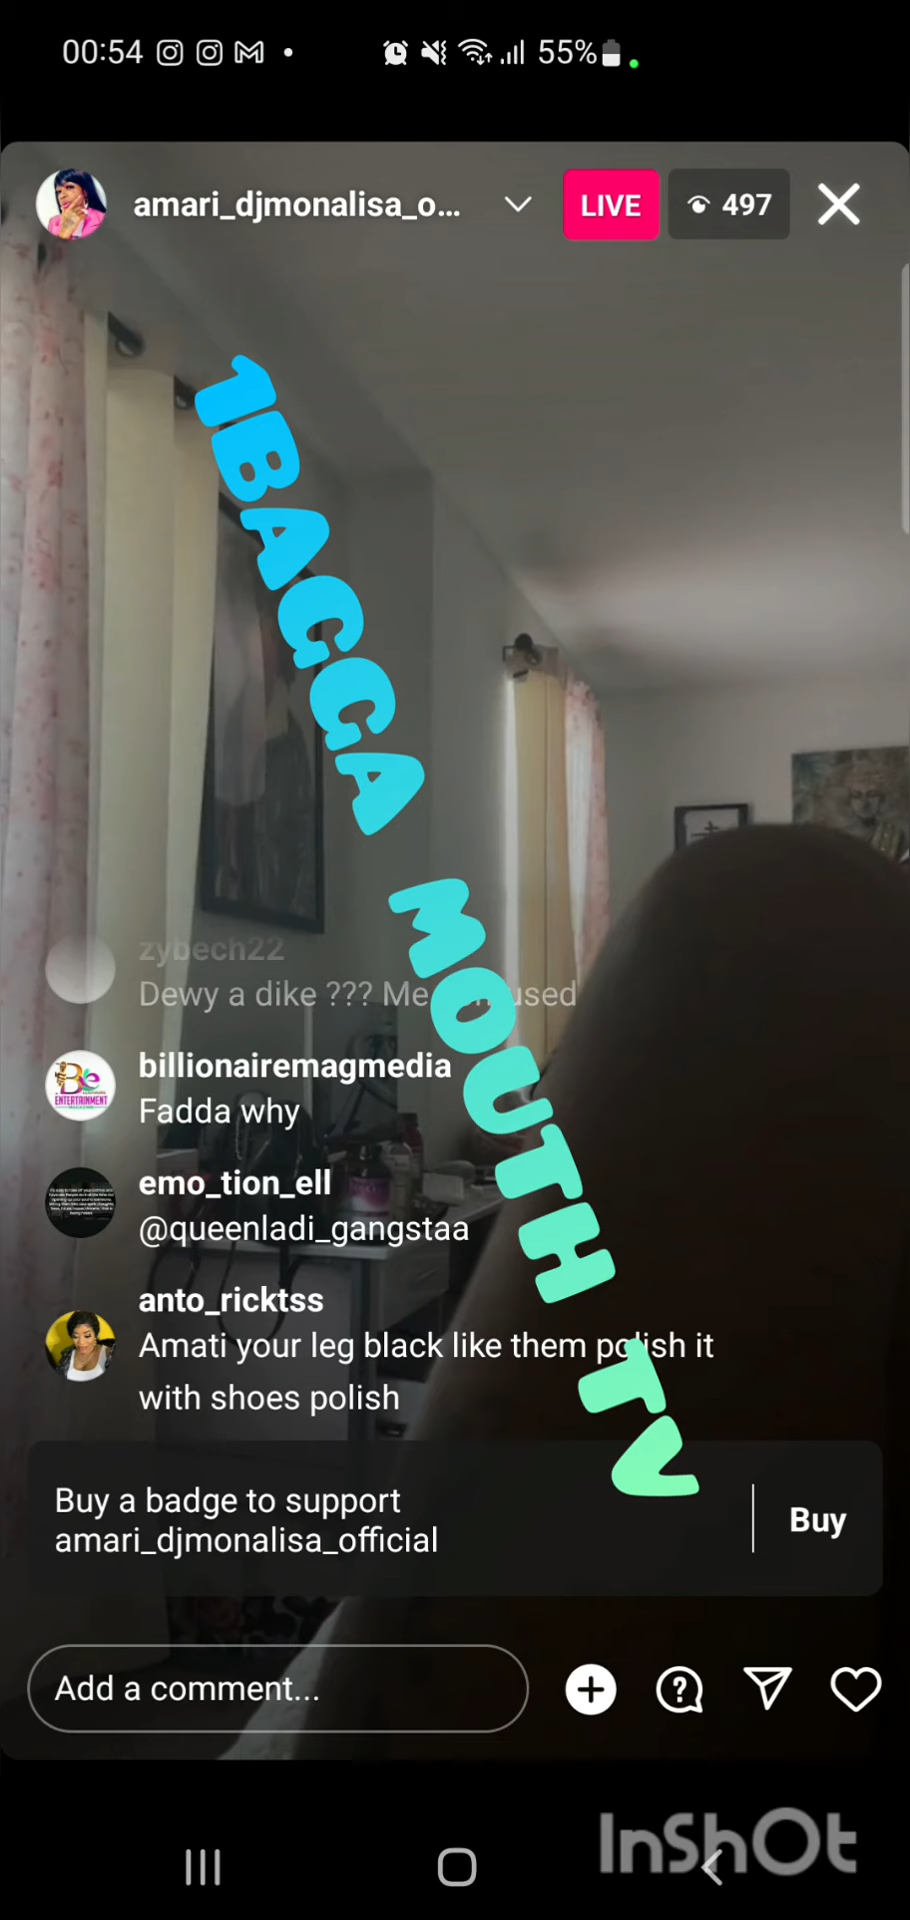 00:54
55%
amari_djmonalisa_o...
LIVE
497
1BAGGA MOUTH TV
zybech22
Dewy a dike ??? Me
used
billionairemagmedia
Fadda why
emo_tion_ell
@queenladi_gangstaa
anto_ricktss
Amati your leg black like them polish it
with shoes polish
Buy a badge to support
amari_djmonalisa_official
Buy
Add a comment...
InShOt